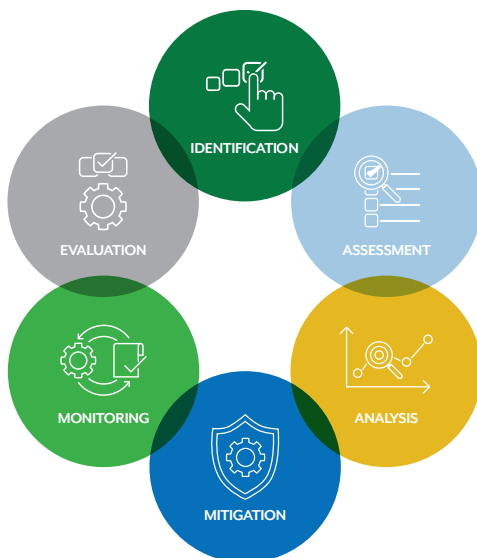 IDENTIFICATION
ASSESSMENT
ANALYSIS
MITIGATION
MONITORING
EVALUATION